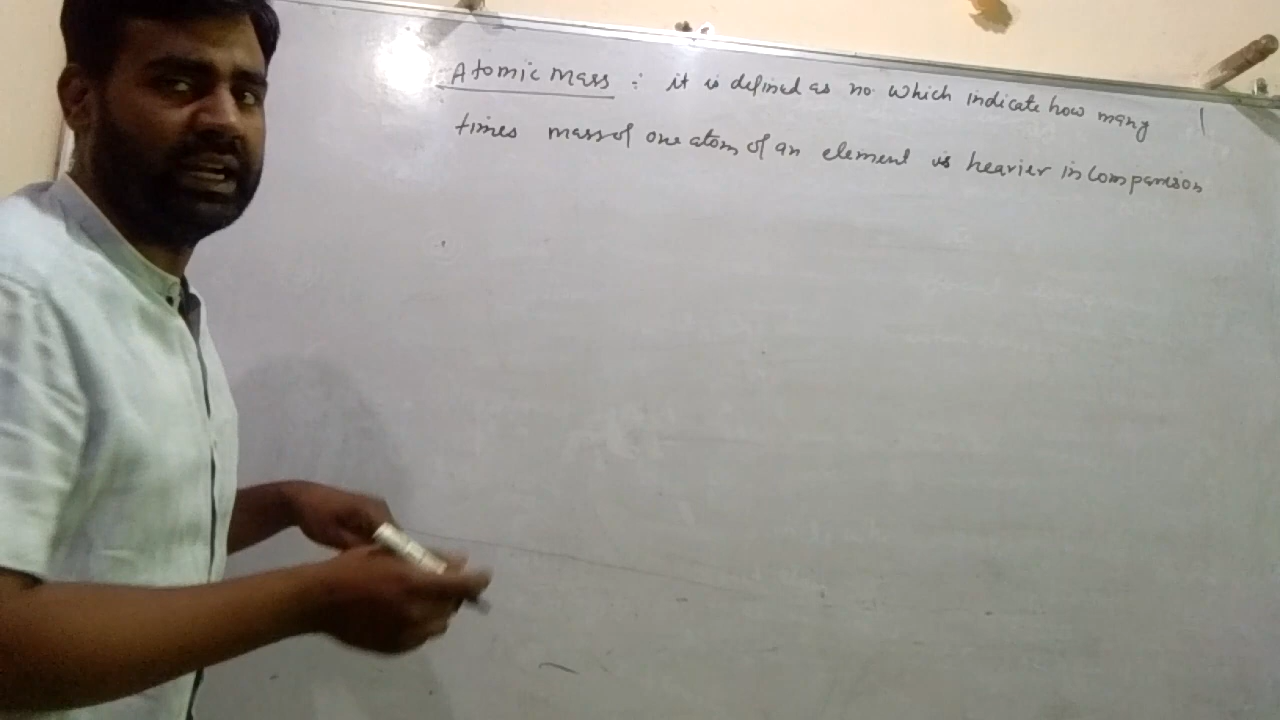 Atomic Mass : it is defined as no which indicate how many
times mass of one atom of an element is heavier in comparison